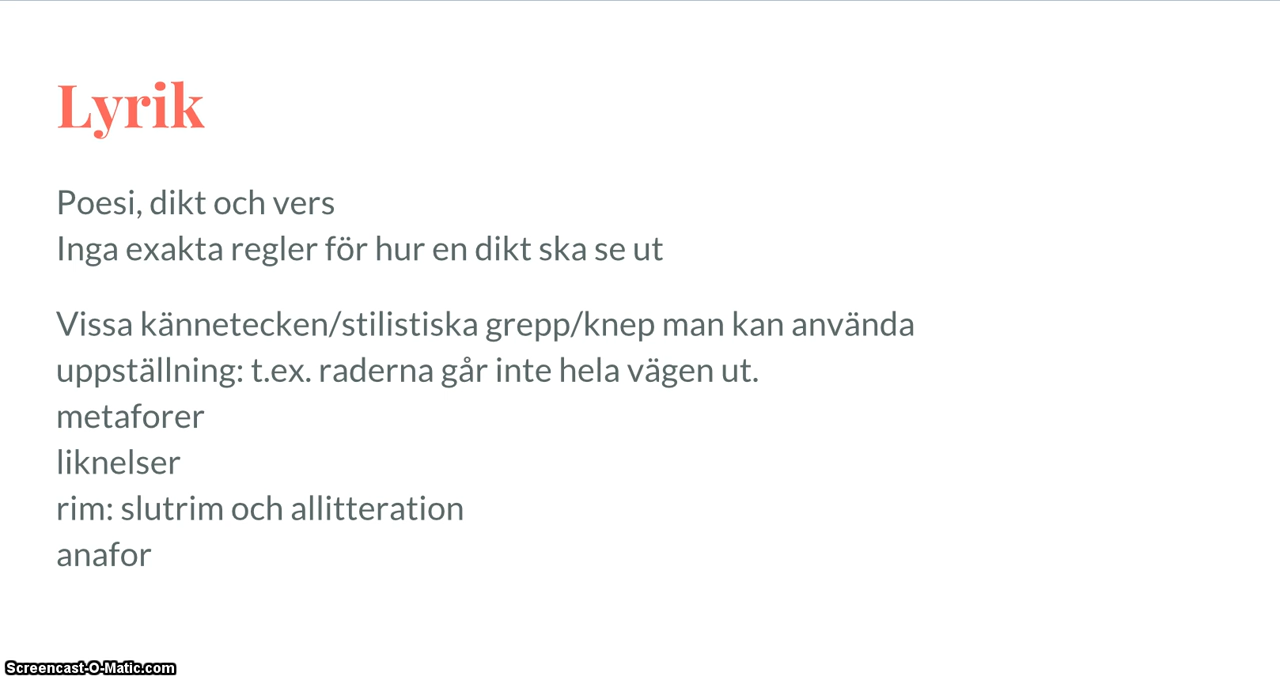 Lyrik
Poesi, dikt och vers
Inga exakta regler för hur en dikt ska se ut
Vissa kännetecken/stilistiska grepp/knep man kan använda
uppställning: t.ex. raderna går inte hela vägen ut.
metaforer
liknelser
rim: slutrim och allitteration
anafor
Screencast-O-Matic.com